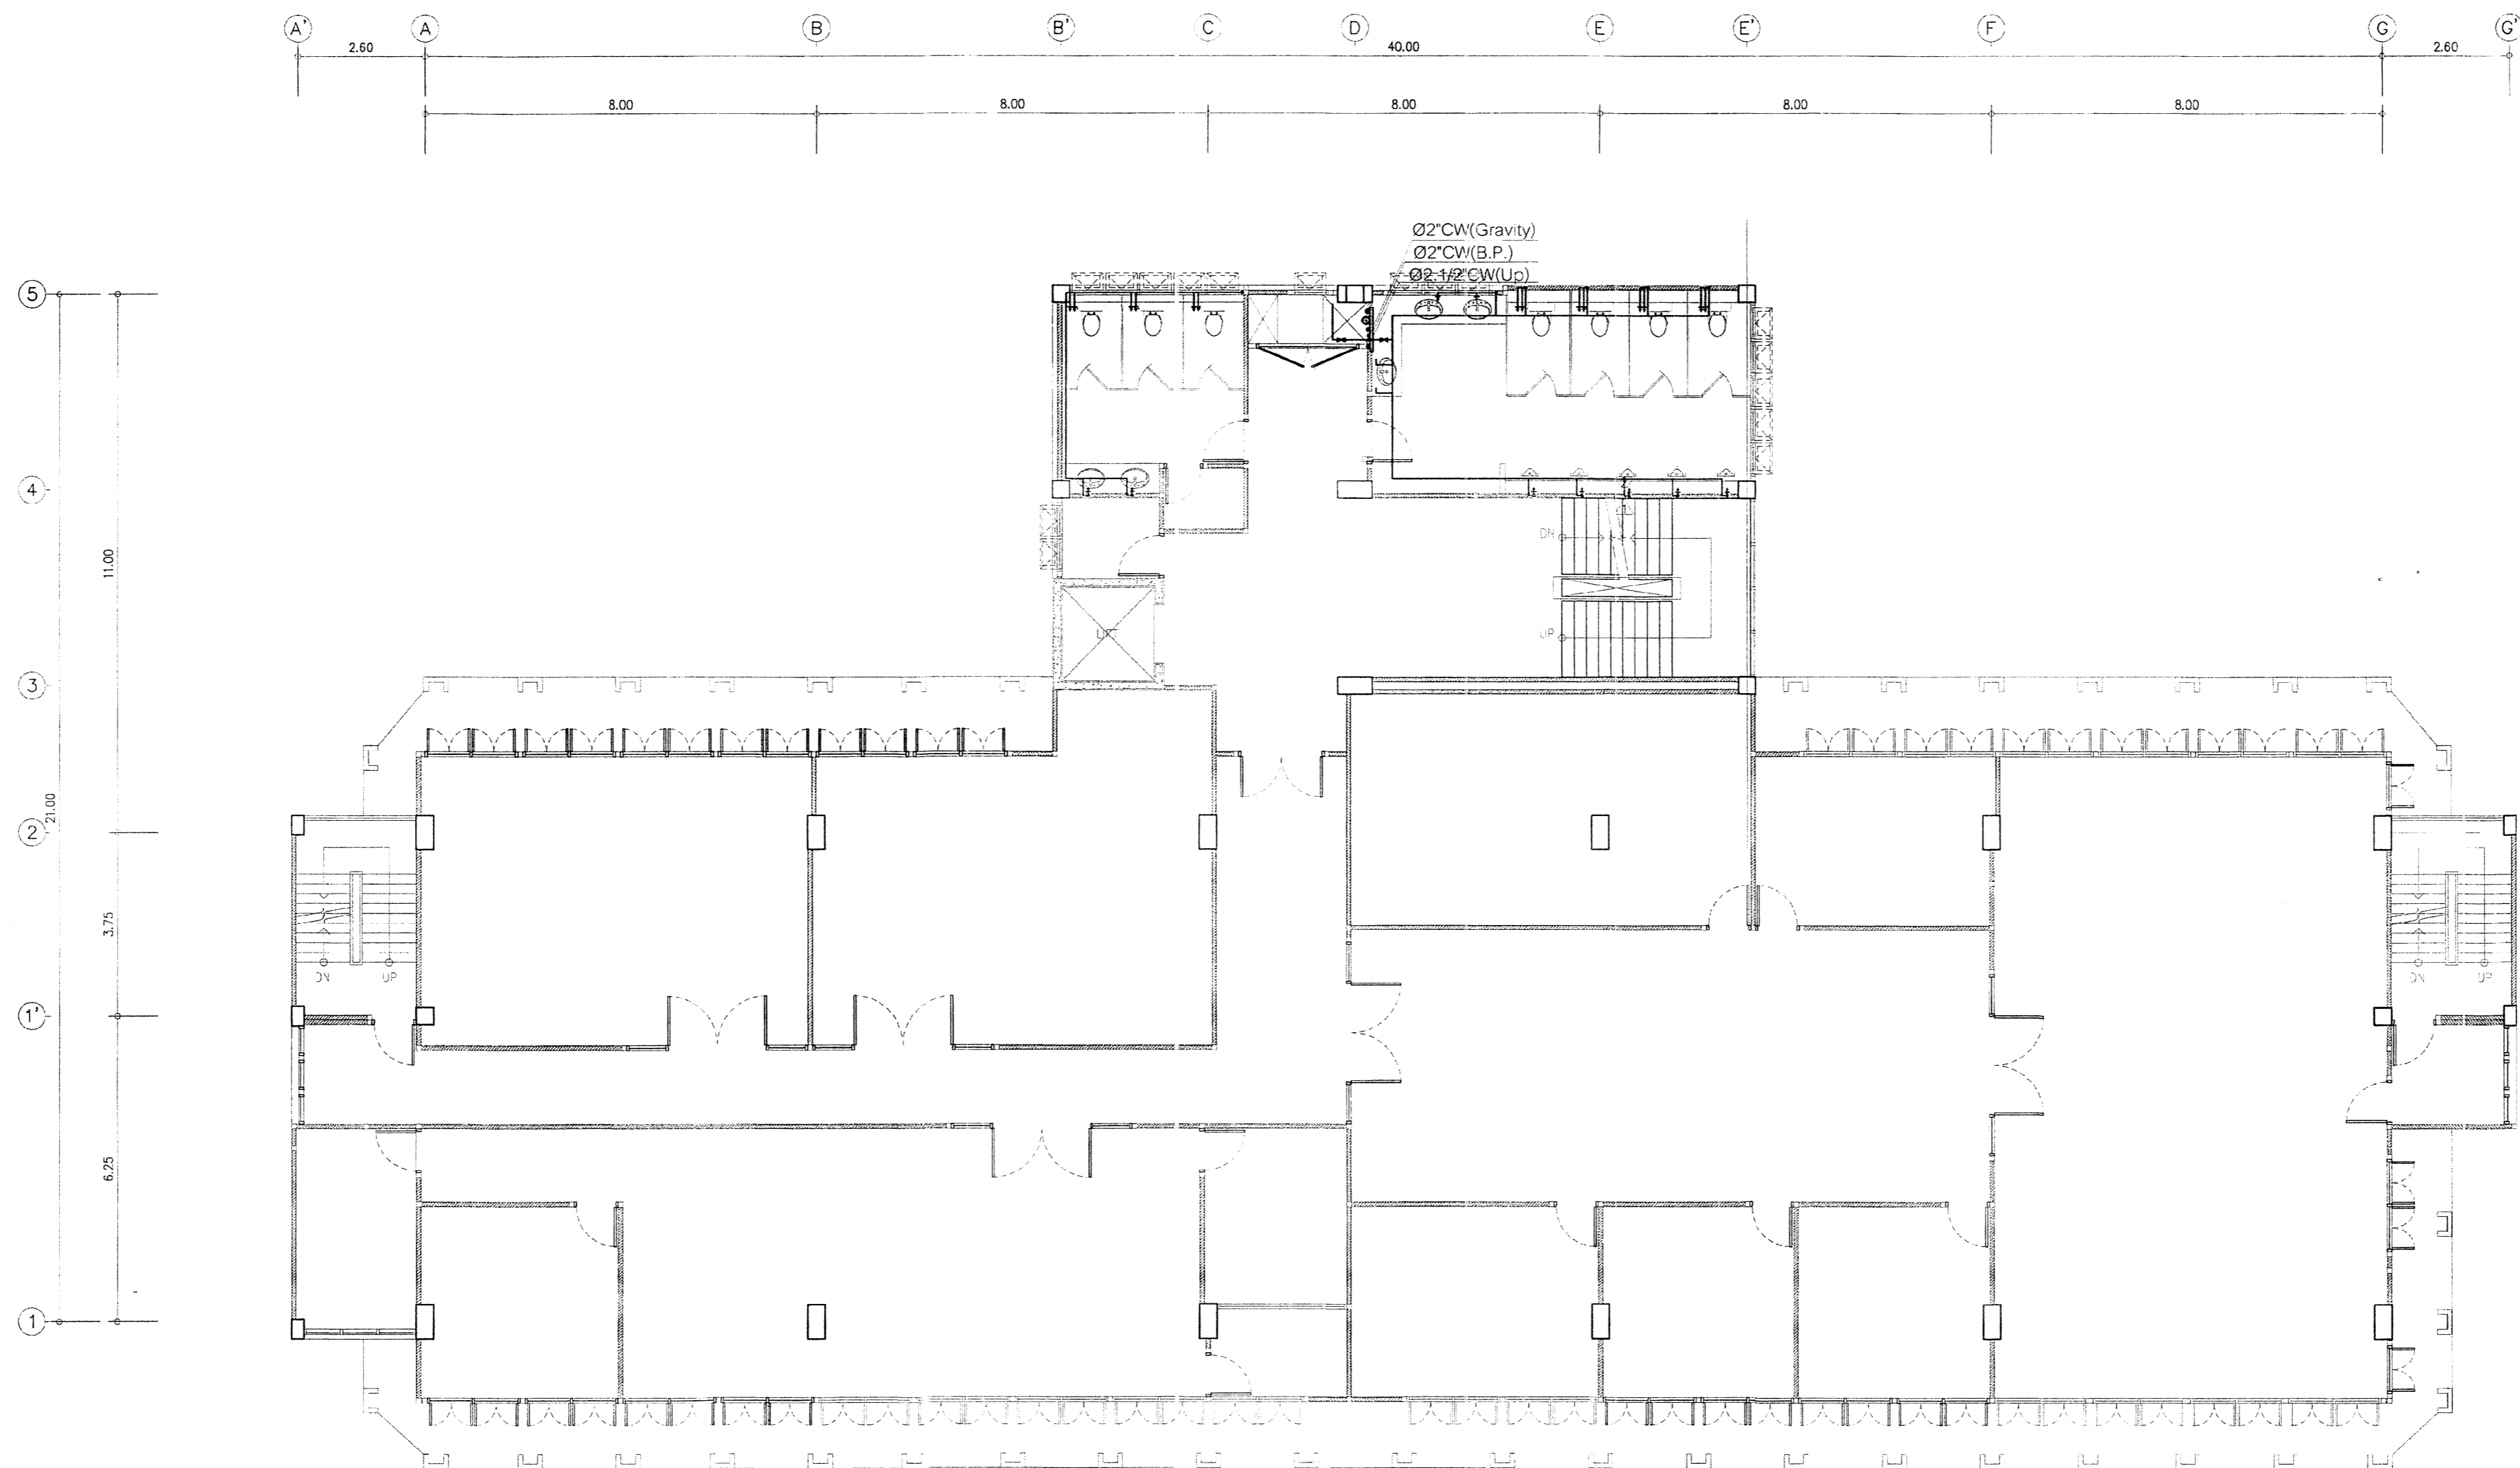 A' A B B' C D E E' F G G'
2.60 40.00 2.60
8.00 8.00 8.00 8.00 8.00
Ø2"CW(Gravity)
Ø2"CW(B.P.)
Ø2 1/2"CW(Up)
5
4
DN
11.00
UP
3
21.00
2
3.75
DN UP
DN UP
1'
6.25
1